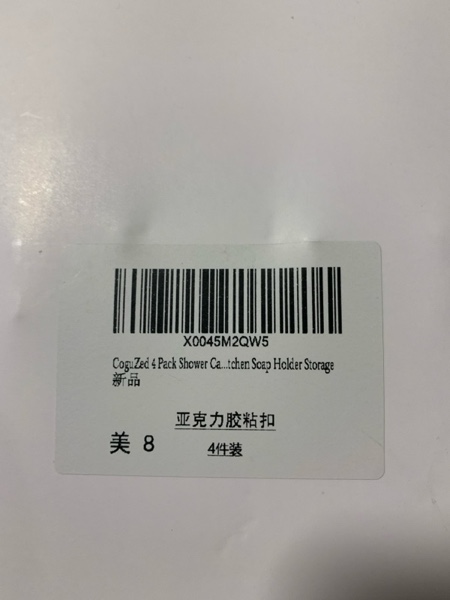 X0045M2QW5
CoguZed 4 Pack Shower Ca...tchen Soap Holder Storage
新品
亚克力胶粘扣
美 8
4件装